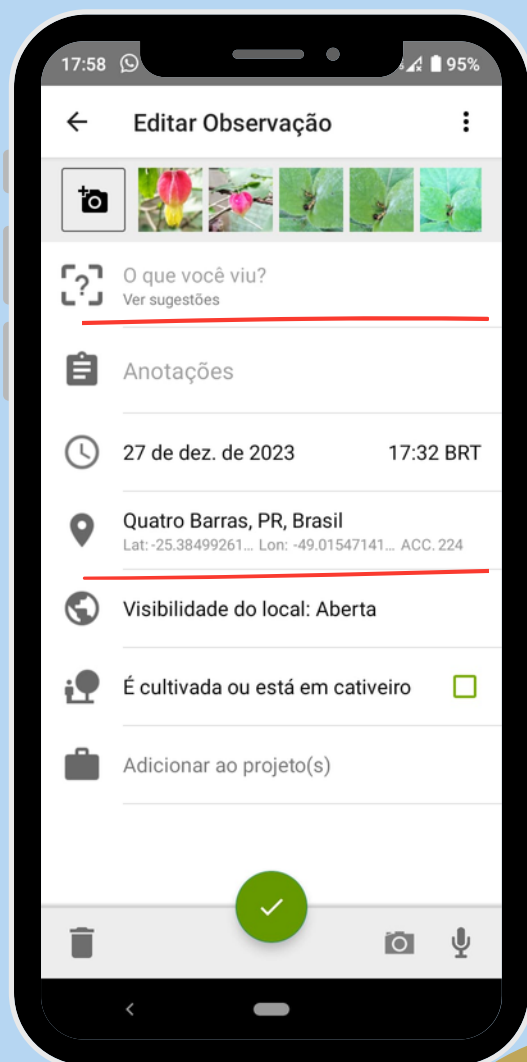 17:58 95%
Editar Observação
O que você viu?
Ver sugestões
Anotações
27 de dez. de 2023 17:32 BRT
Quatro Barras, PR, Brasil
Lat: -25.38499261... Lon: -49.01547141... ACC. 224
Visibilidade do local: Aberta
É cultivada ou está em cativeiro
Adicionar ao projeto(s)